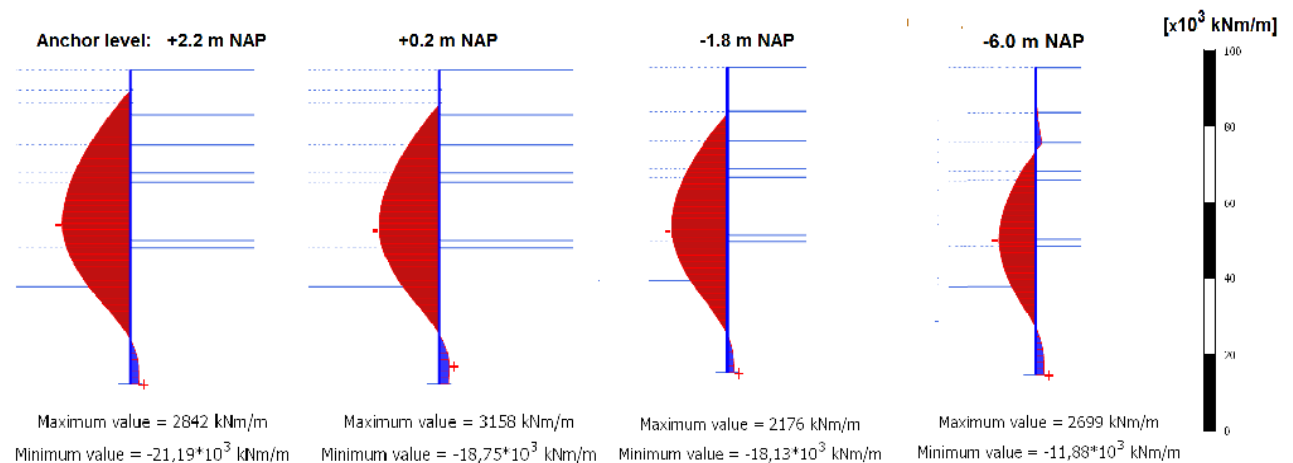 Anchor level: +2.2 m NAP
+0.2 m NAP
-1.8 m NAP
-6.0 m NAP
[x10³ kNm/m]
100
80
60
40
20
0
Maximum value = 2842 kNm/m
Minimum value = -21,19*10³ kNm/m
Maximum value = 3158 kNm/m
Minimum value = -18,75*10³ kNm/m
Maximum value = 2176 kNm/m
Minimum value = -18,13*10³ kNm/m
Maximum value = 2699 kNm/m
Minimum value = -11,88*10³ kNm/m